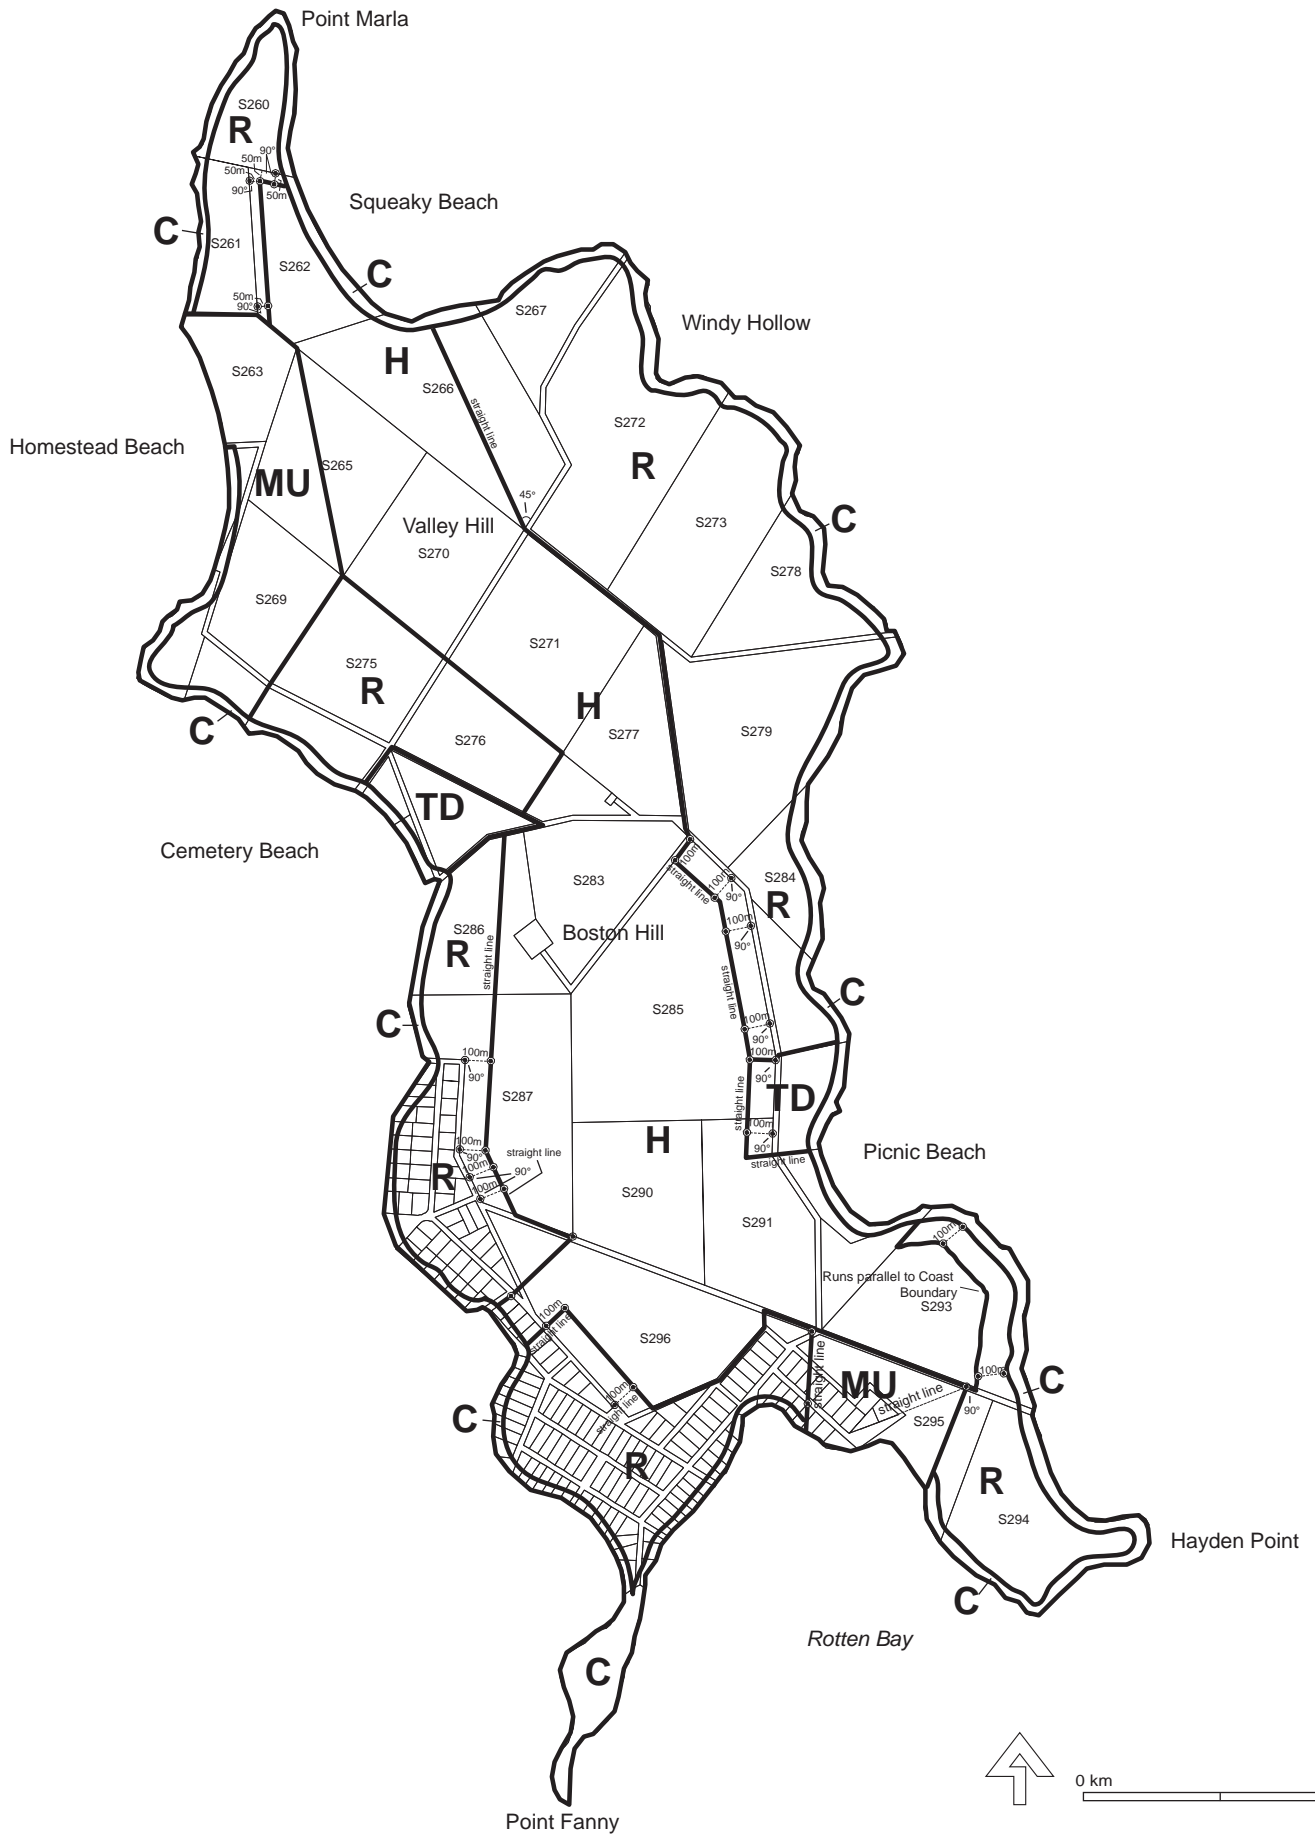 Point Marla
S260
R
90°
50m
50m
90°
50m
Squeaky Beach
C
S261
S262
C
50m
90°
S267
Windy Hollow
H
S263
S266
straight line
S272
Homestead Beach
S265
R
MU
45°
Valley Hill
S273
C
S270
S278
S269
S271
S275
R
H
C
S276
S277
S279
TD
Cemetery Beach
100m
straight line
100m
90°
S283
S284
R
100m
90°
S286
R
Boston Hill
straight line
straight line
C
S285
C
100m
90°
100m
90°
100m
90°
straight line
TD
S287
100m
90°
straight line
H
Picnic Beach
100m
90°
straight line
R
100m
90°
100m
S290
S291
100m
Runs parallel to Coast
Boundary
S293
100m
straight line
S296
straight line
MU
100m
C
100m
straight line
straight line
90°
S295
C
R
R
S294
Hayden Point
C
Rotten Bay
C
0 km
Point Fanny